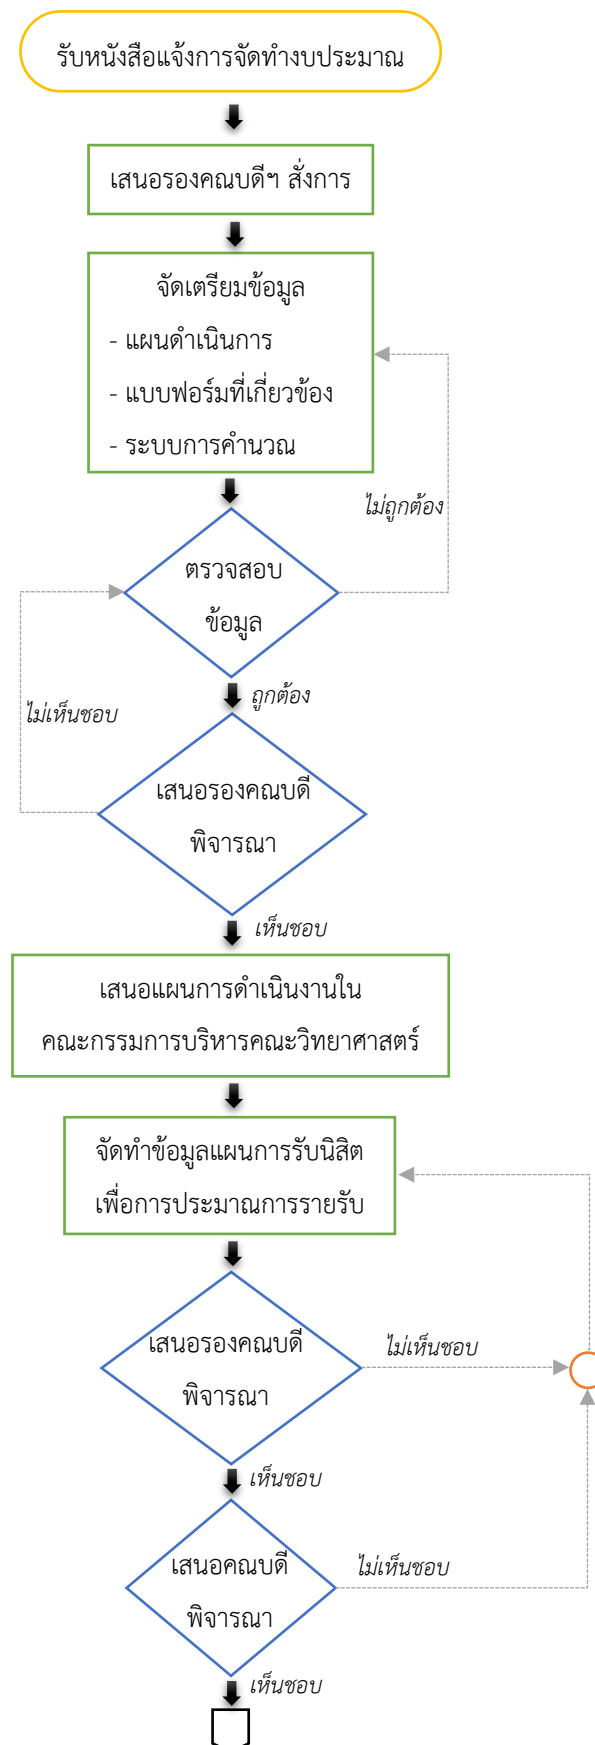 รับหนังสือแจ้งการจัดทำงบประมาณ
เสนอรองคณบดีฯ สั่งการ
จัดเตรียมข้อมูล
- แผนดำเนินการ
- แบบฟอร์มที่เกี่ยวข้อง
- ระบบการคำนวณ
ไม่ถูกต้อง
ตรวจสอบ
ข้อมูล
ถูกต้อง
ไม่เห็นชอบ
เสนอรองคณบดี
พิจารณา
เห็นชอบ
เสนอแผนการดำเนินงานใน
คณะกรรมการบริหารคณะวิทยาศาสตร์
จัดทำข้อมูลแผนการรับนิสิต
เพื่อการประมาณการรายรับ
เสนอรองคณบดี
พิจารณา
ไม่เห็นชอบ
เห็นชอบ
เสนอคณบดี
พิจารณา
ไม่เห็นชอบ
เห็นชอบ